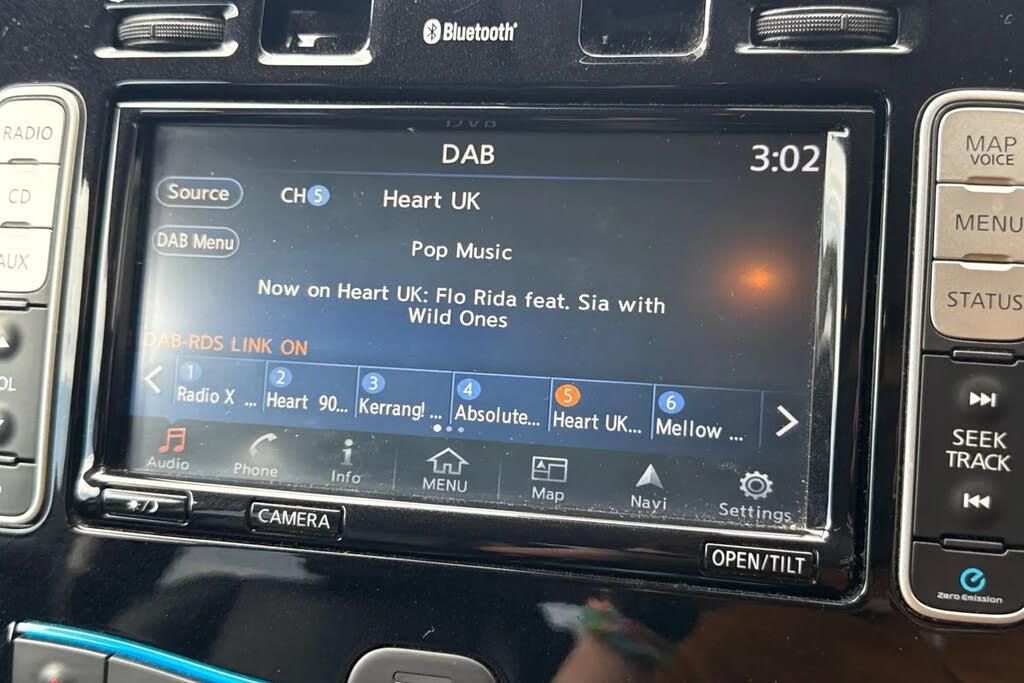 Bluetooth
RADIO
CD
AUX
DAB
3:02
Source
CH 5
Heart UK
DAB Menu
Pop Music
Now on Heart UK: Flo Rida feat. Sia with
Wild Ones
DAB-RDS LINK ON
1 Radio X ...
2 Heart 90...
3 Kerrang! ...
4 Absolute...
5 Heart UK...
6 Mellow ...
Audio
Phone
Info
MENU
Map
Navi
Settings
CAMERA
OPEN/TILT
MAP
VOICE
MENU
STATUS
SEEK
TRACK
Zero Emission